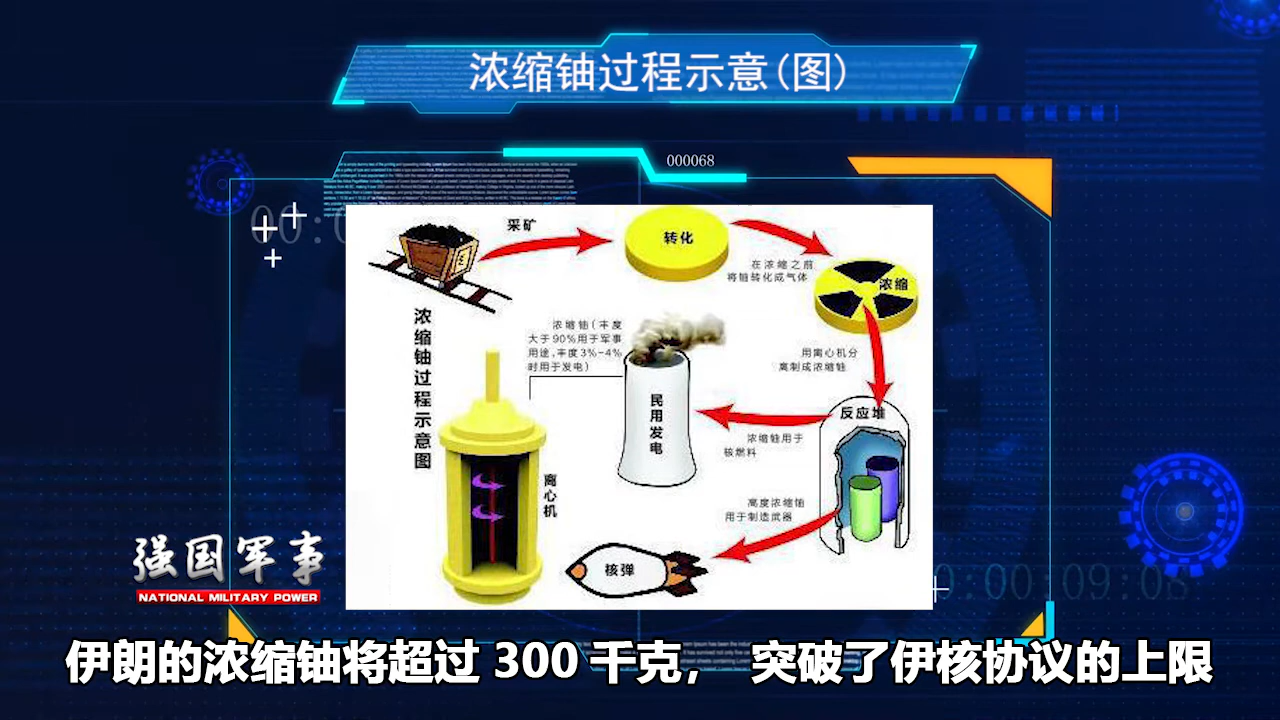 浓缩铀过程示意(图)
000068
采矿
转化
在浓缩之前
将铀转化成气体
浓缩
浓缩铀过程示意图
浓缩铀(丰度
大于90%用于军事
用途,丰度3%-4%
时用于发电)
用离心机分
离制成浓缩铀
民用发电
反应堆
浓缩铀用于
核燃料
离心机
高度浓缩铀
用于制造武器
核弹
强国军事
NATIONAL MILITARY POWER
0:00:09.08
伊朗的浓缩铀将超过 300 千克， 突破了伊核协议的上限